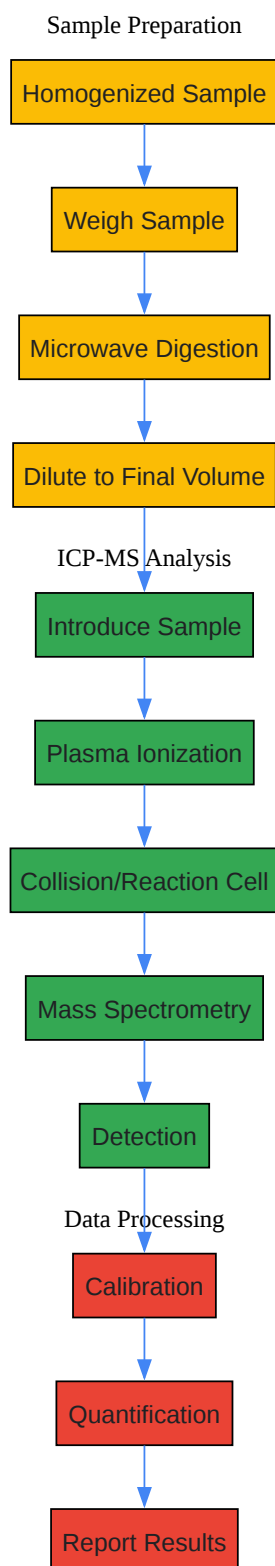 Sample Preparation
Homogenized Sample
Weigh Sample
Microwave Digestion
Dilute to Final Volume
ICP-MS Analysis
Introduce Sample
Plasma Ionization
Collision/Reaction Cell
Mass Spectrometry
Detection
Data Processing
Calibration
Quantification
Report Results